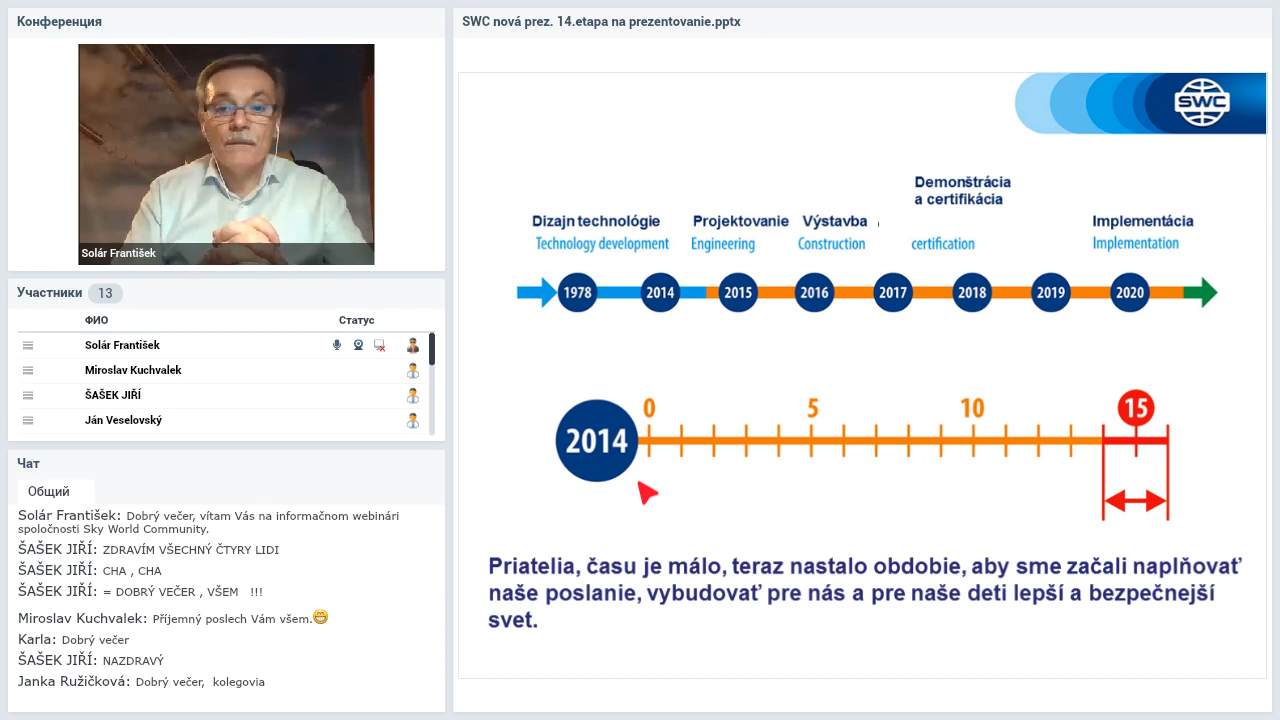 Конференция
Solár František
Участники 13
ФИО Статус
Solár František
Miroslav Kuchvalek
ŠAŠEK JIŘÍ
Ján Veselovský
Чат
Общий
Solár František: Dobrý večer, vítam Vás na informačnom webinári
spoločnosti Sky World Community.
ŠAŠEK JIŘÍ: ZDRAVÍM VŠECHNÝ ČTYRY LIDI
ŠAŠEK JIŘÍ: CHA , CHA
ŠAŠEK JIŘÍ: = DOBRÝ VEČER , VŠEM !!!
Miroslav Kuchvalek: Příjemný poslech Vám všem.
Karla: Dobrý večer
ŠAŠEK JIŘÍ: NAZDRAVÝ
Janka Ružičková: Dobrý večer, kolegovia
SWC nová prez. 14.etapa na prezentovanie.pptx
SWC
Demonštrácia
a certifikácia
Dizajn technológie Projektovanie Výstavba , Implementácia
Technology development Engineering Construction certification Implementation
1978 2014 2015 2016 2017 2018 2019 2020
0 5 10 15
2014
Priatelia, času je málo, teraz nastalo obdobie, aby sme začali naplňovať
naše poslanie, vybudovať pre nás a pre naše deti lepší a bezpečnejší
svet.